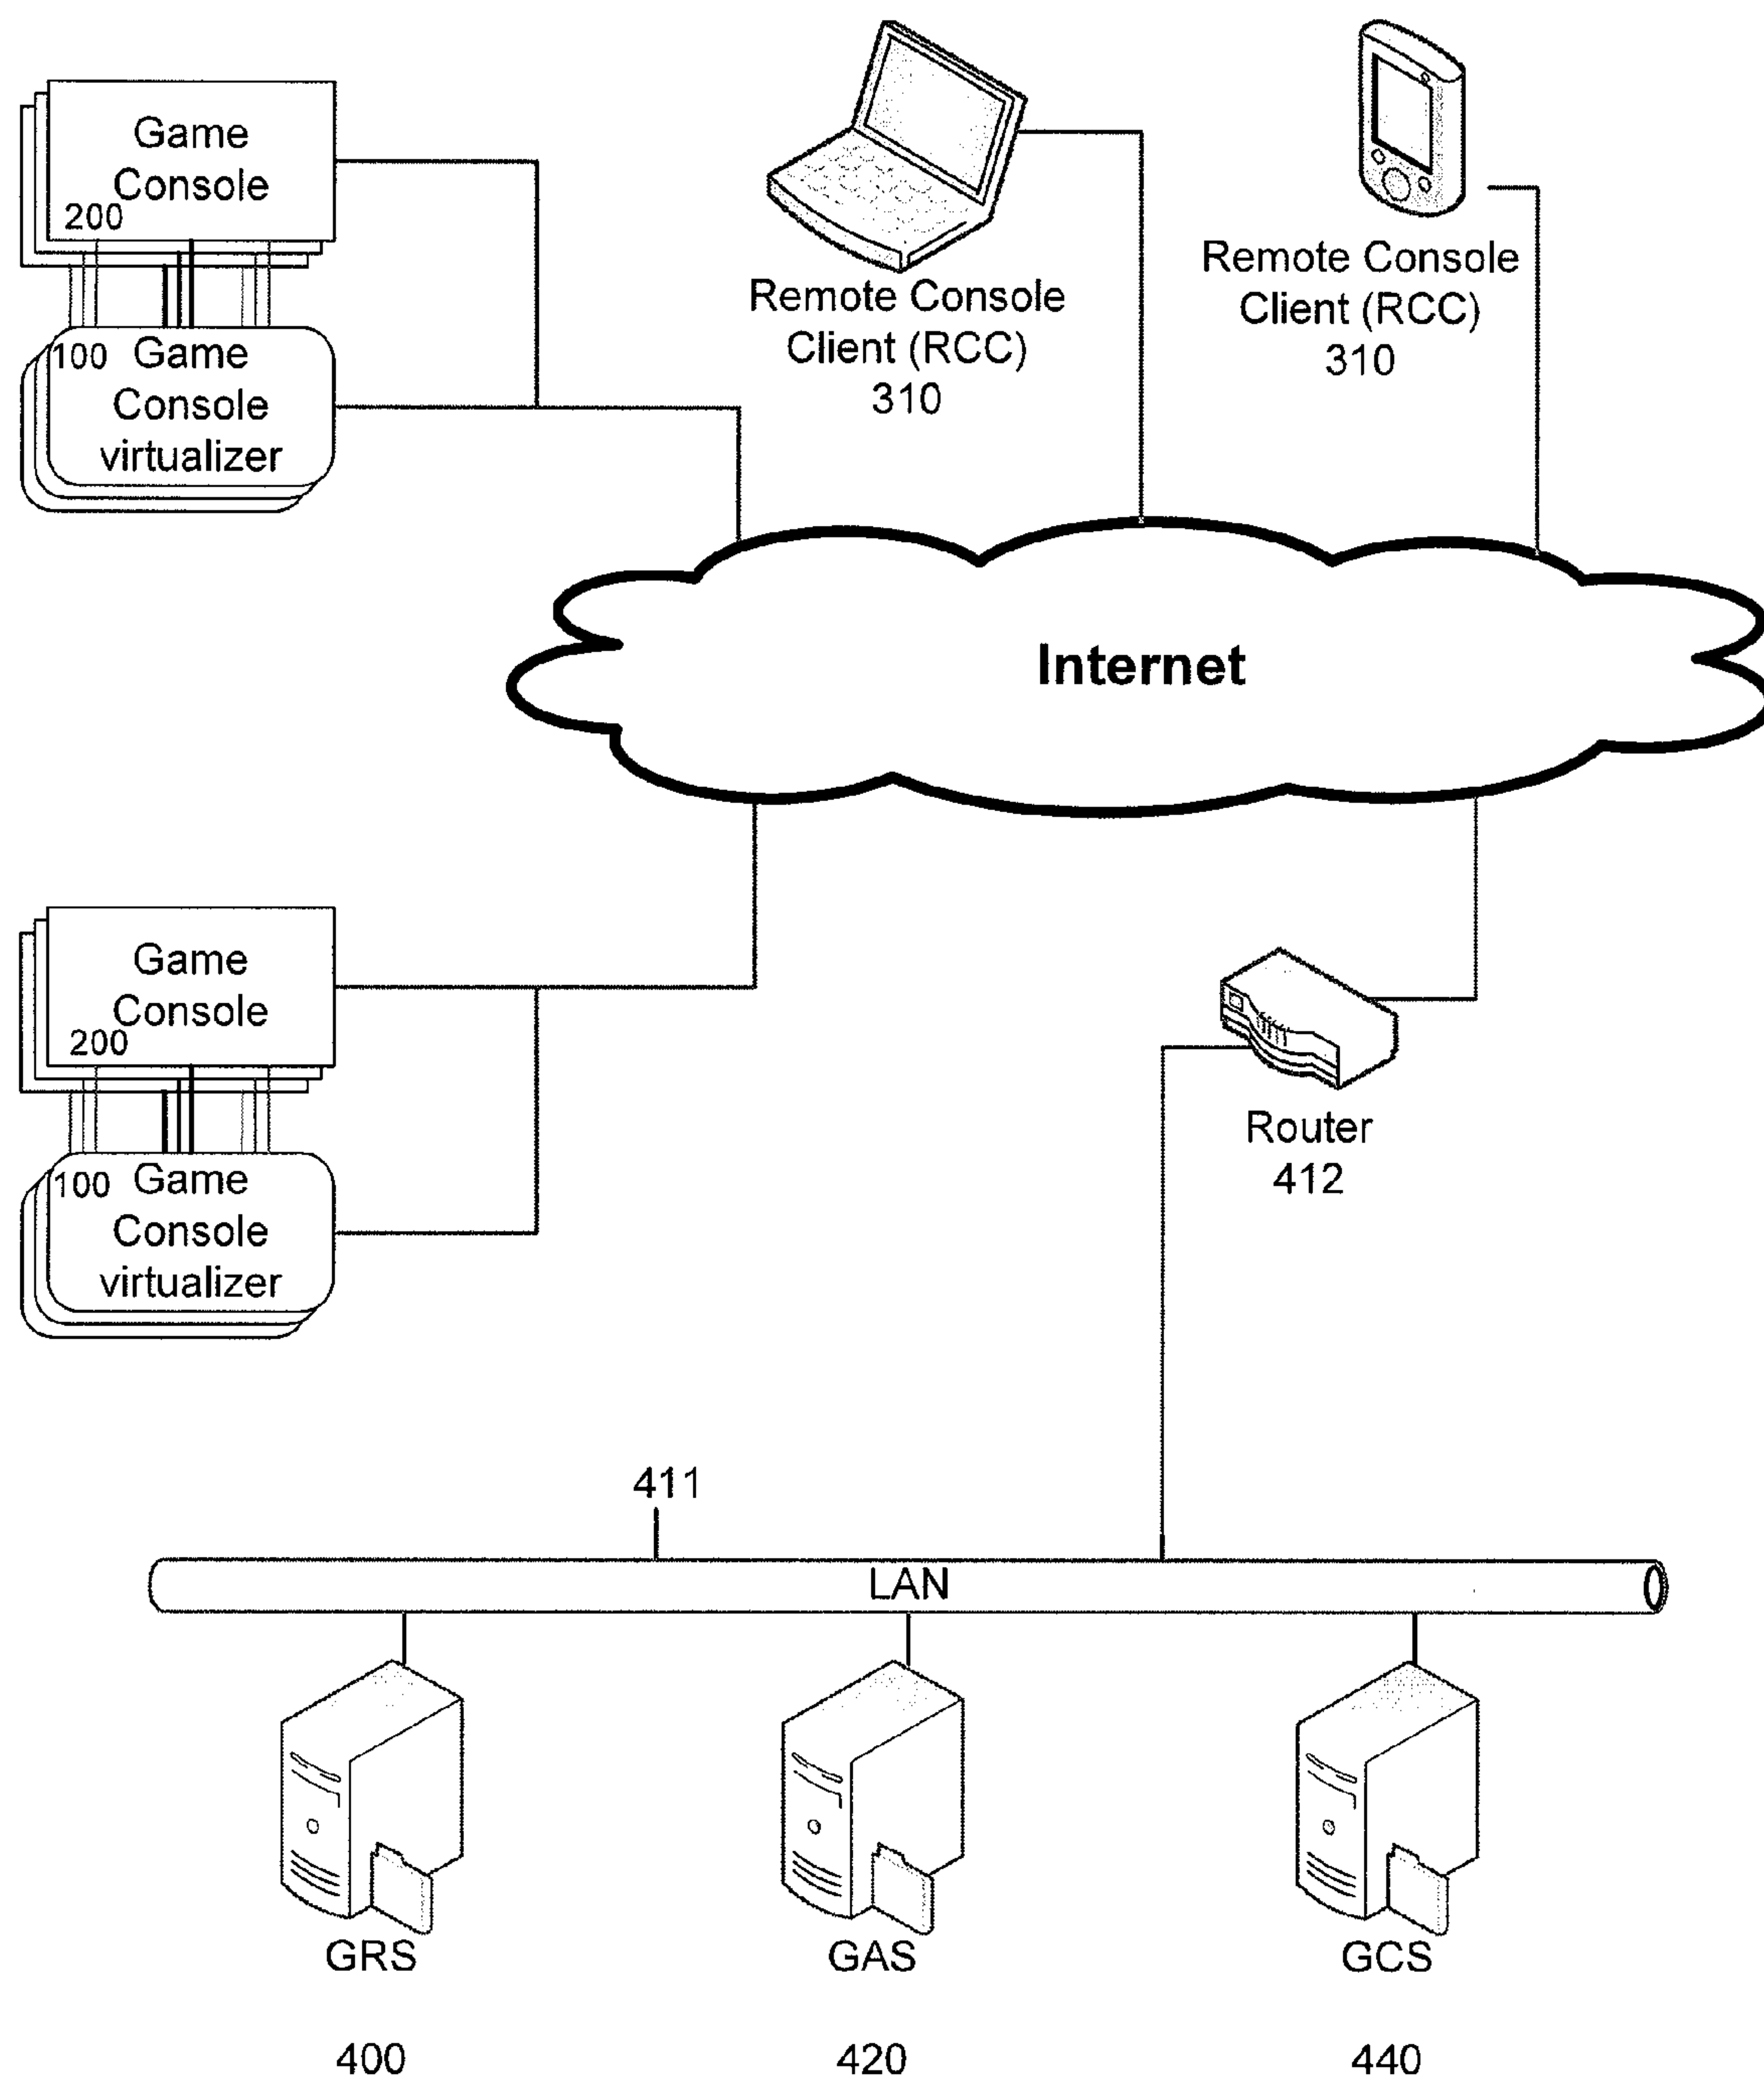 Game
Console
200
100 Game
Console
virtualizer
Remote Console
Client (RCC)
310
Remote Console
Client (RCC)
310
Internet
Game
Console
200
100 Game
Console
virtualizer
Router
412
411
LAN
GRS
GAS
GCS
400
420
440